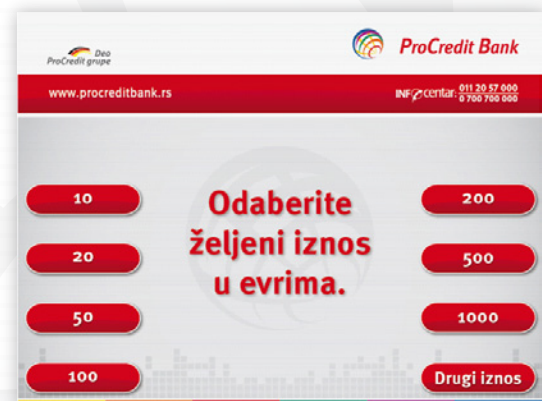 Deo
ProCredit grupe
ProCredit Bank
www.procreditbank.rs
INFO centar: 011 20 57 000
0 700 700 000
10
20
50
100
Odaberite
željeni iznos
u evrima.
200
500
1000
Drugi iznos